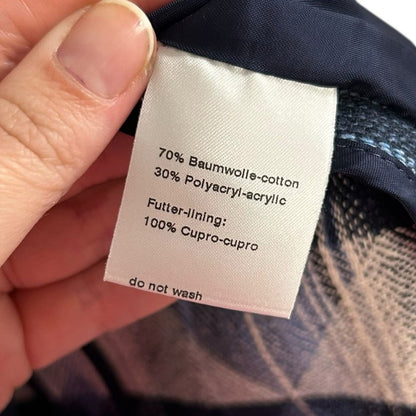 70% Baumwolle-cotton
30% Polyacryl-acrylic
Futter-lining:
100% Cupro-cupro
do not wash